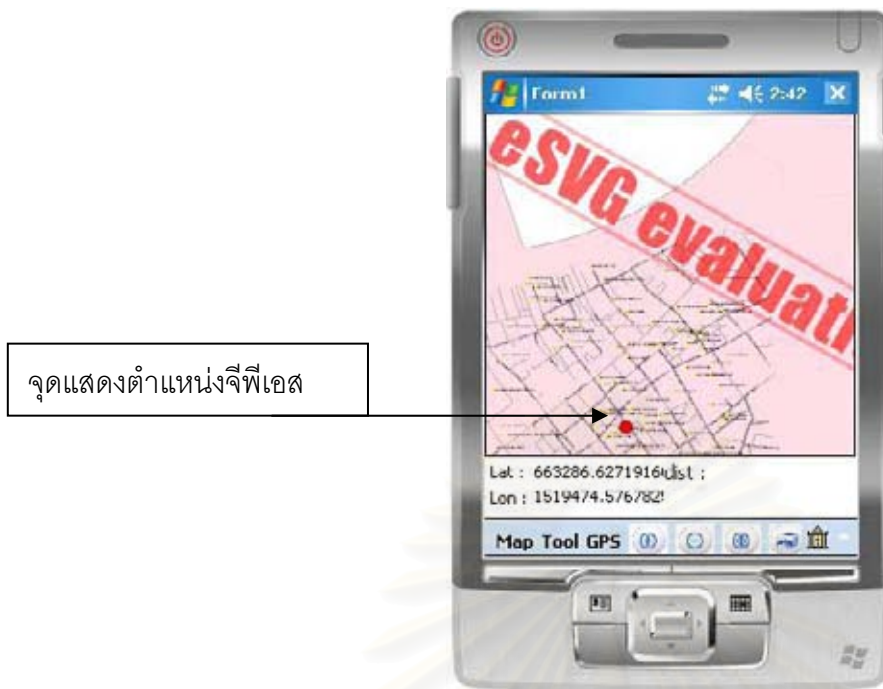 Form1 2:42
eSVG evaluati
จุดแสดงตำแหน่งจีพีเอส
Lat : 663286.6271916 dist :
Lon : 1519474.576782
Map Tool GPS